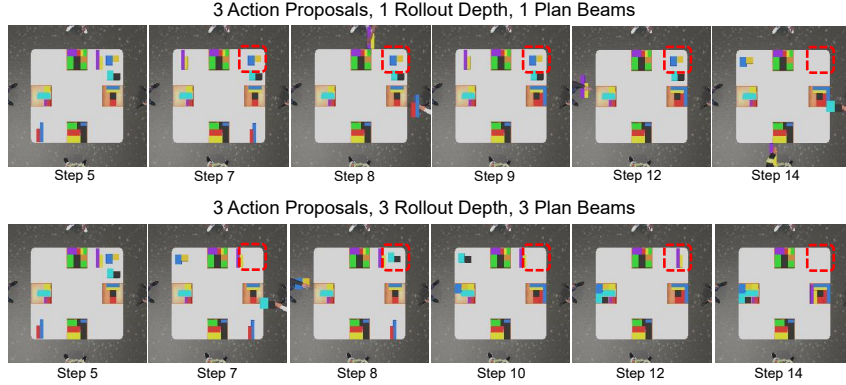 3 Action Proposals, 1 Rollout Depth, 1 Plan Beams
Step 5
Step 7
Step 8
Step 9
Step 12
Step 14
3 Action Proposals, 3 Rollout Depth, 3 Plan Beams
Step 5
Step 7
Step 8
Step 10
Step 12
Step 14